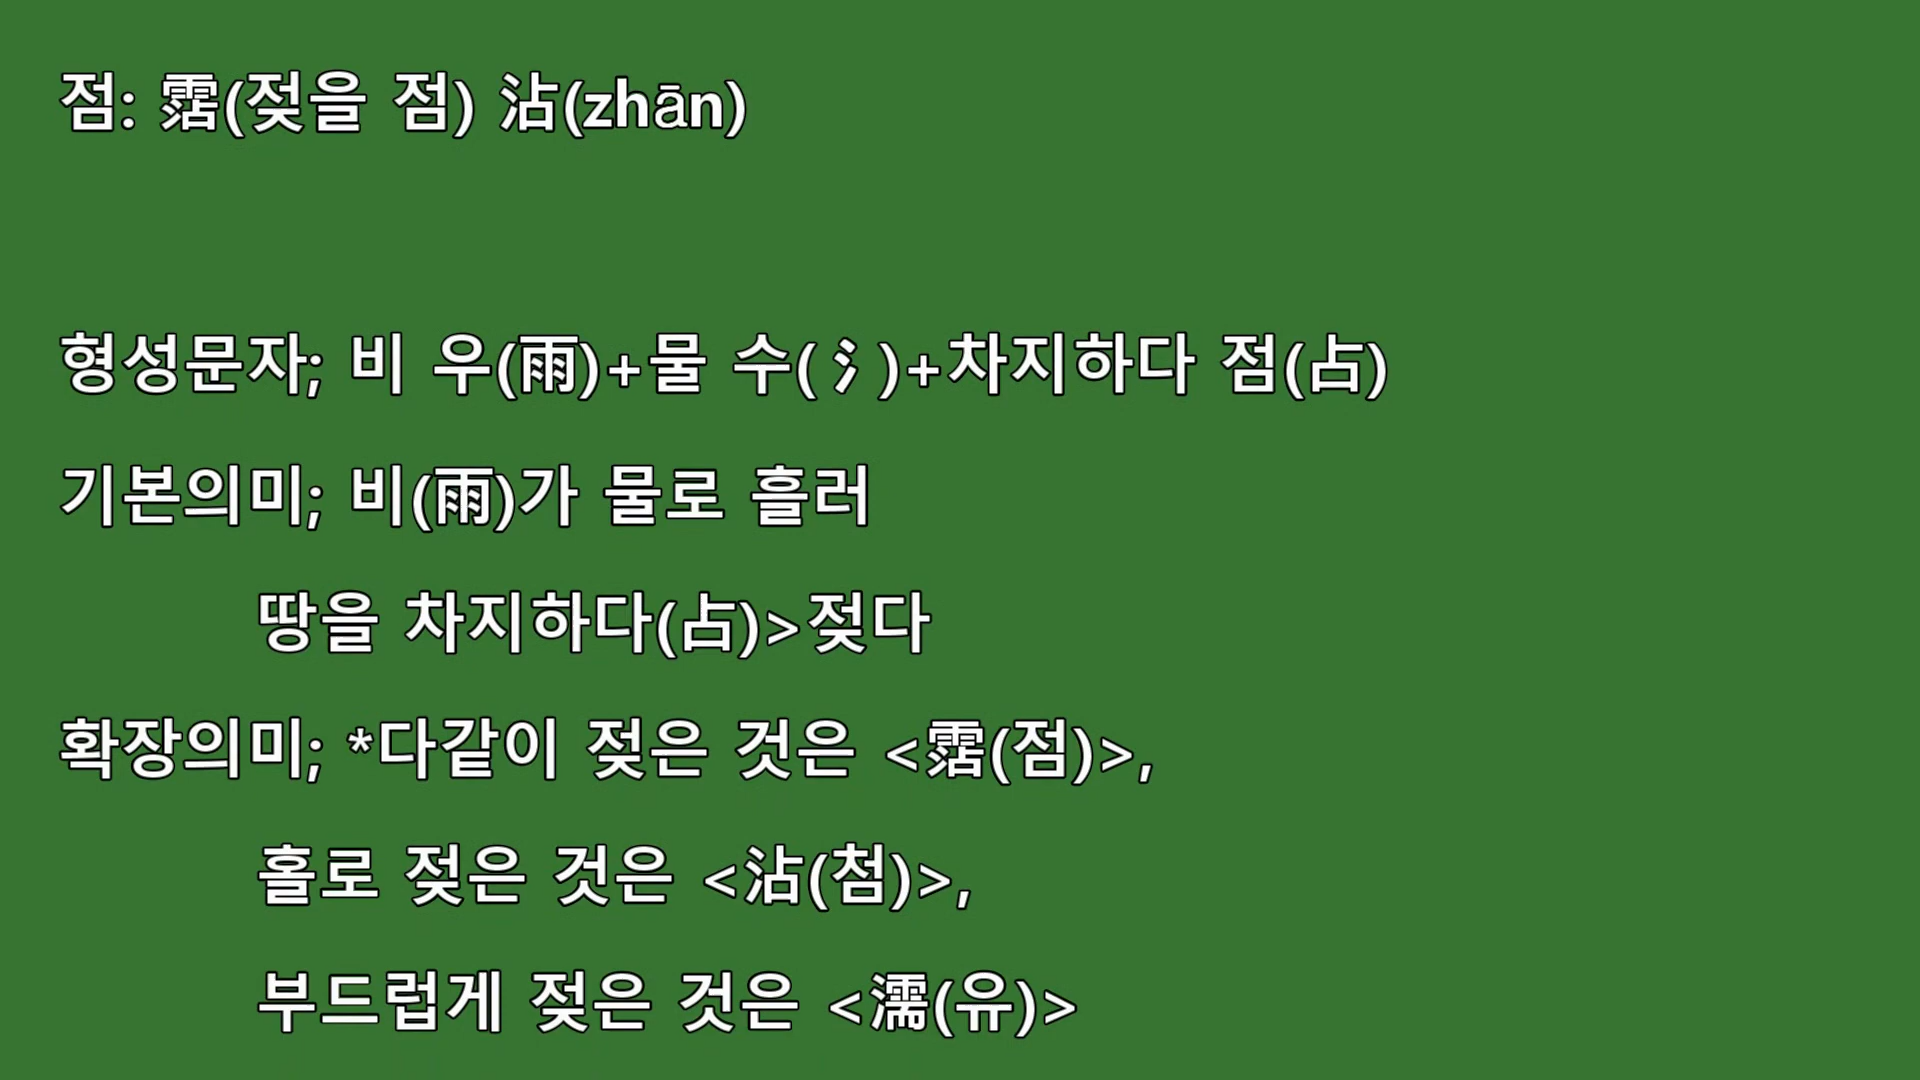 점: 霑(젖을 점) 沾(zhān)
형성문자; 비 우(雨)+물 수(氵)+차지하다 점(占)
기본의미; 비(雨)가 물로 흘러
땅을 차지하다(占)>젖다
확장의미; *다같이 젖은 것은 <霑(점)>,
홀로 젖은 것은 <沾(첨)>,
부드럽게 젖은 것은 <濡(유)>